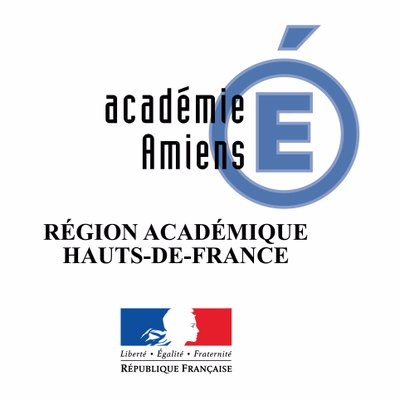 académie
Amiens
É
RÉGION ACADÉMIQUE
HAUTS-DE-FRANCE
Liberté • Égalité • Fraternité
RÉPUBLIQUE FRANÇAISE